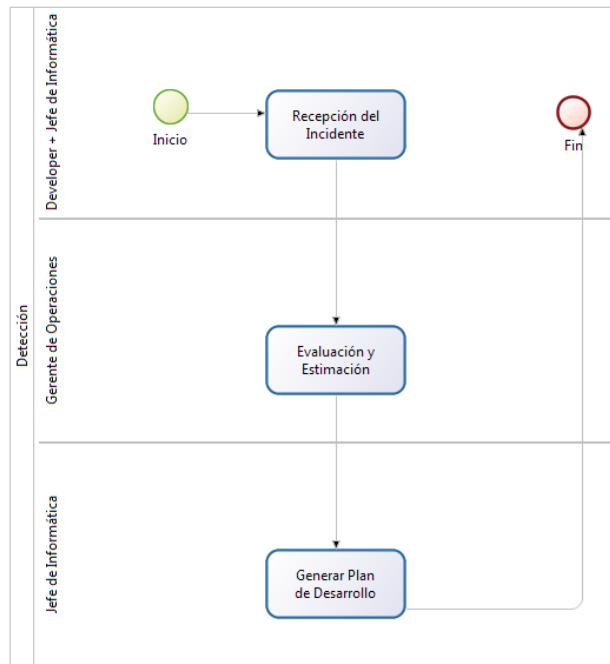 Detección
Developer + Jefe de Informática
Inicio
Recepción del
Incidente
Fin
Gerente de Operaciones
Evaluación y
Estimación
Jefe de Informática
Generar Plan
de Desarrollo